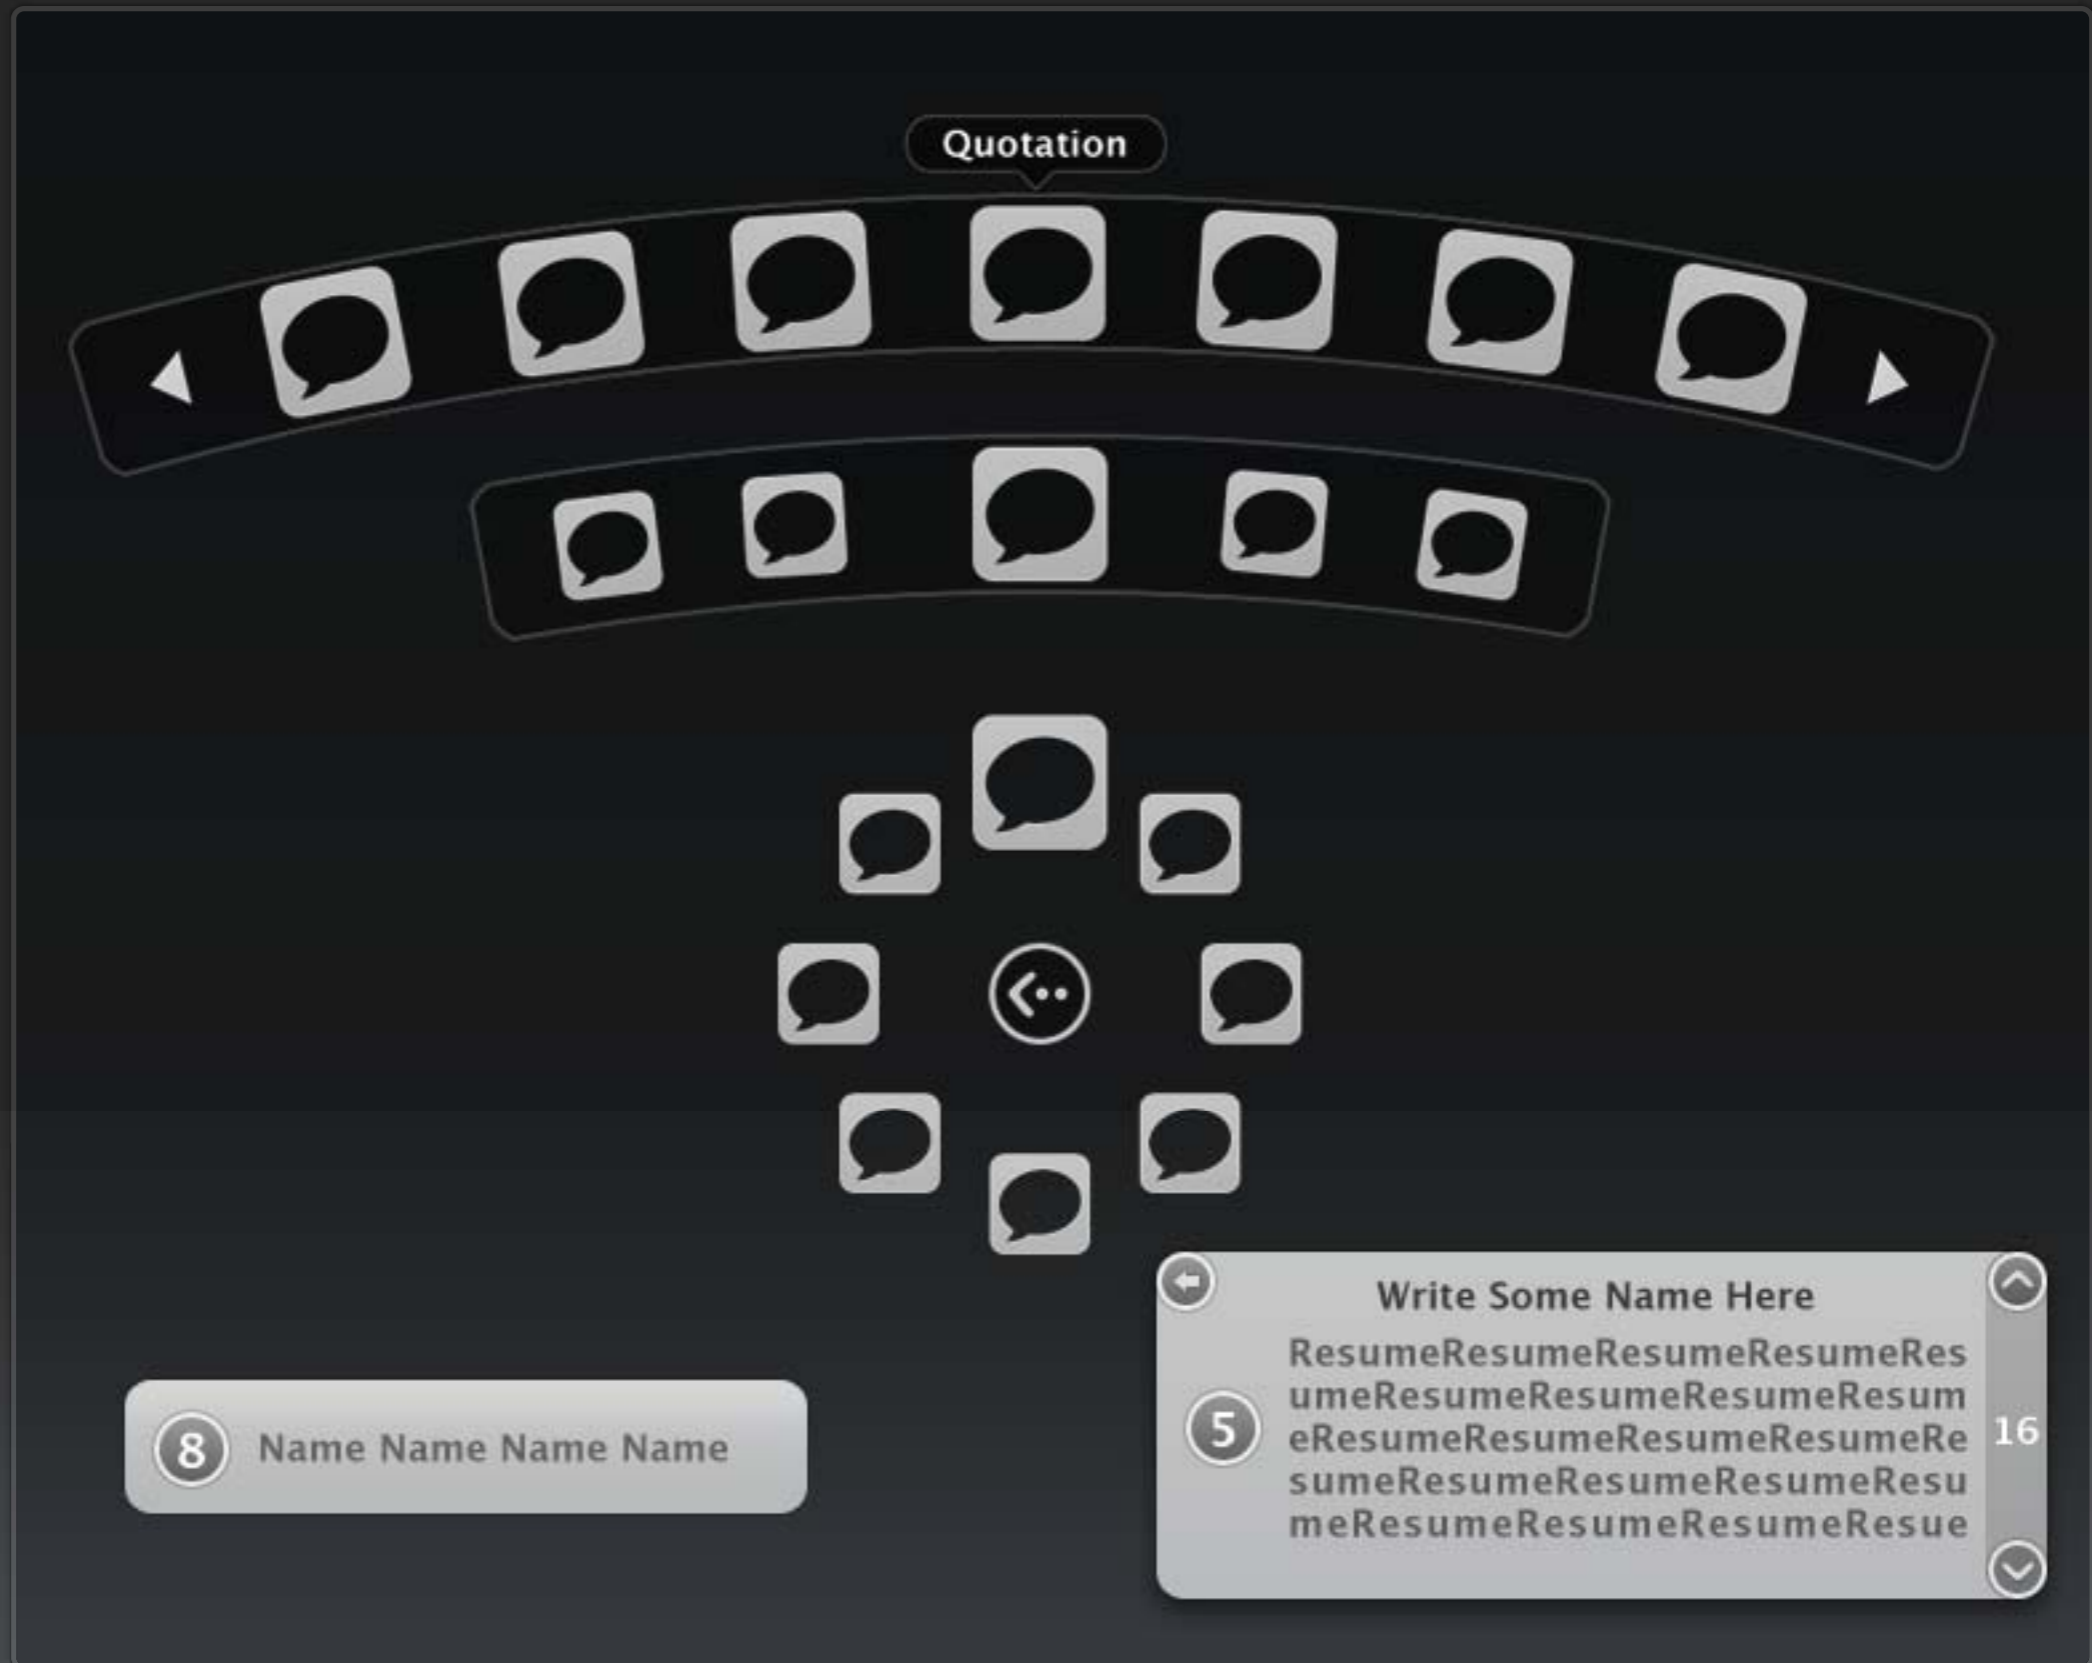 Quotation
Write Some Name Here
ResumeResumeResumeResumeRes
umeResumeResumeResumeResum
eResumeResumeResumeResumeRe
sumeResumeResumeResumeResu
meResumeResumeResumeResue
5
16
8
Name Name Name Name